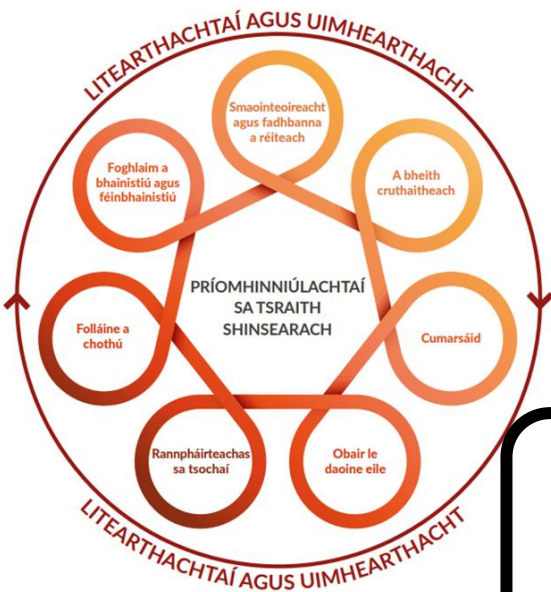 LITEARTHACHTAÍ AGUS UIMHEARTHACHT
Smaointeoireacht
agus fadhbanna
a réiteach
A bheith
cruthaitheach
Cumarsáid
Obair le
daoine eile
Rannpháirteachas
sa tsochaí
Folláine a
chothú
Foghlaim a
bhainistiú agus
féinbhainistiú
PRÍOMHINNIÚLACHTAÍ
SA TSRAITH
SHINSEARACH
LITEARTHACHTAÍ AGUS UIMHEARTHACHT